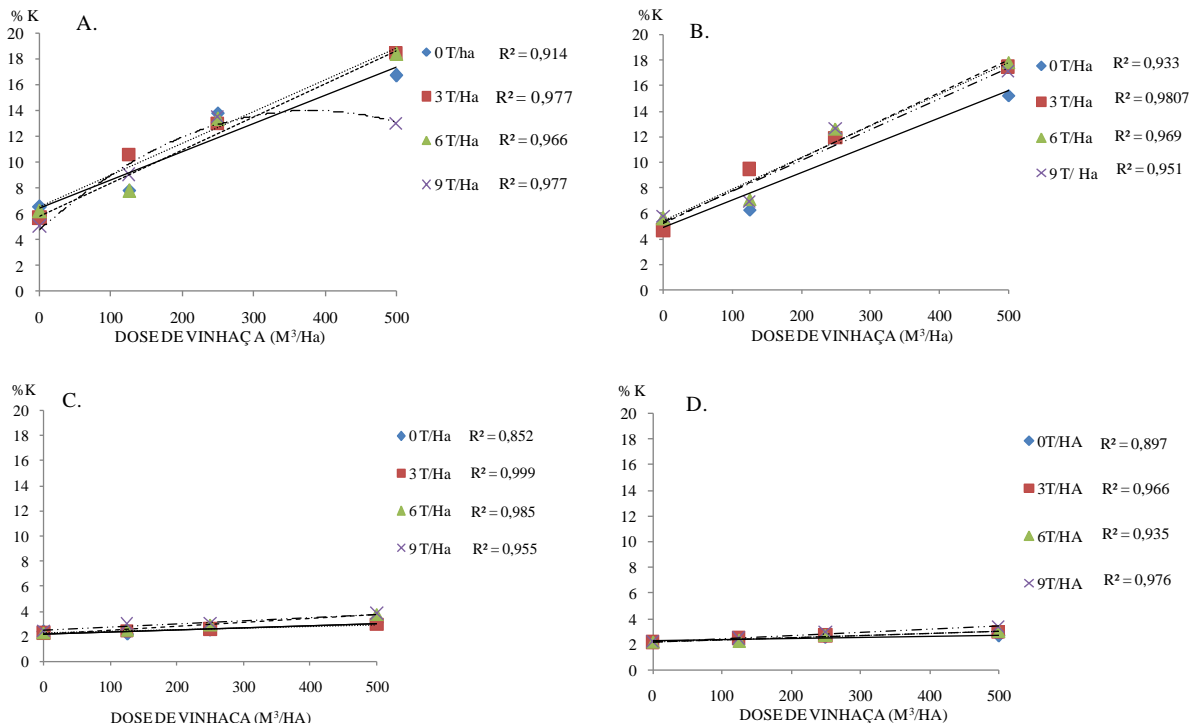 % K
A.
20
18
16
14
12
10
8
6
4
2
0
0 100 200 300 400 500
DOSE DE VINHAÇA (M³/Ha)
0 T/ha R² = 0,914
3 T/Ha R² = 0,977
6 T/Ha R² = 0,966
9 T/Ha R² = 0,977
% K
B.
20
18
16
14
12
10
8
6
4
2
0
0 100 200 300 400 500
DOSE DE VINHAÇA (M³/Ha)
0 T/Ha R² = 0,933
3 T/Ha R² = 0,9807
6 T/Ha R² = 0,969
9 T/ Ha R² = 0,951
% K
C.
20
18
16
14
12
10
8
6
4
2
0
0 100 200 300 400 500
DOSE DE VINHACA (M³/HA)
0 T/Ha R² = 0,852
3 T/Ha R² = 0,999
6 T/Ha R² = 0,985
9 T/Ha R² = 0,955
% K
D.
20
18
16
14
12
10
8
6
4
2
0
0 100 200 300 400 500
DOSE DE VINHAÇA (M³/HA)
0T/HA R² = 0,897
3T/HA R² = 0,966
6T/HA R² = 0,935
9T/HA R² = 0,976